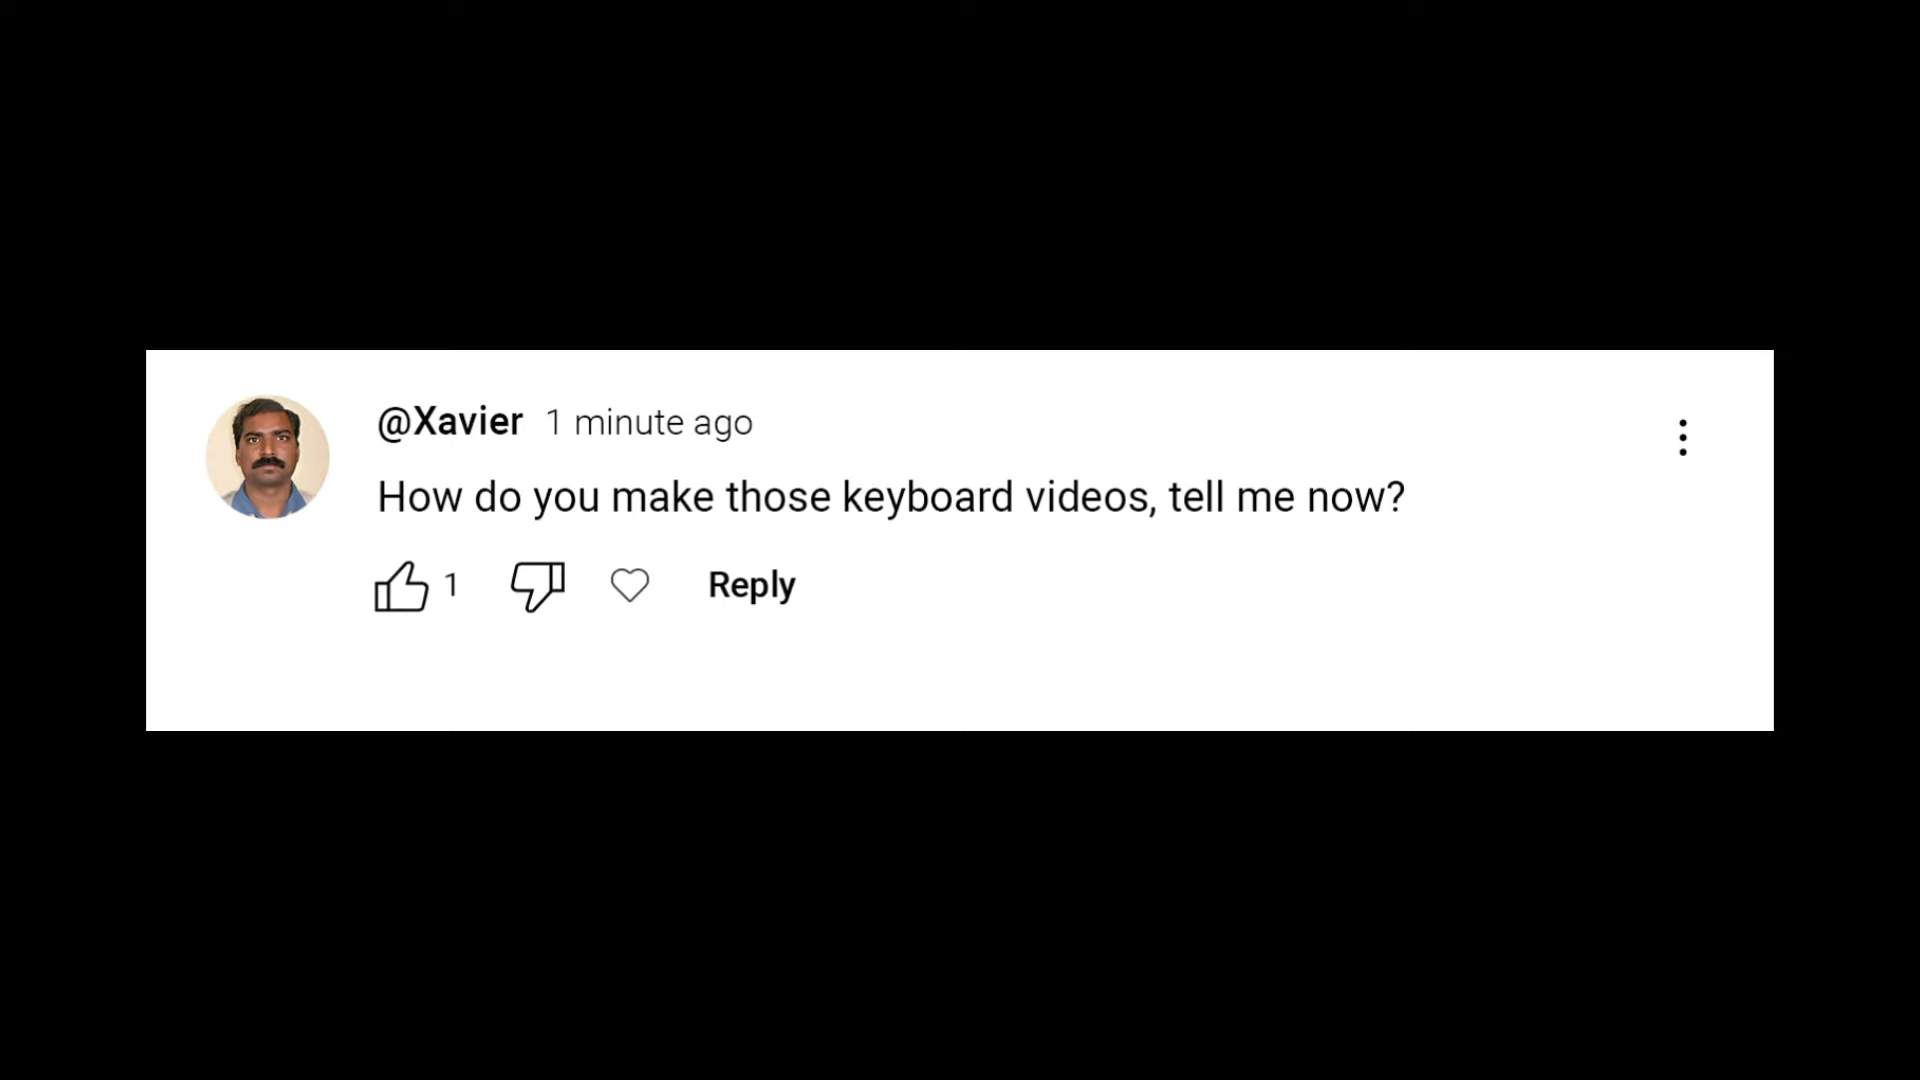 @Xavier 1 minute ago
How do you make those keyboard videos, tell me now?
1 Reply